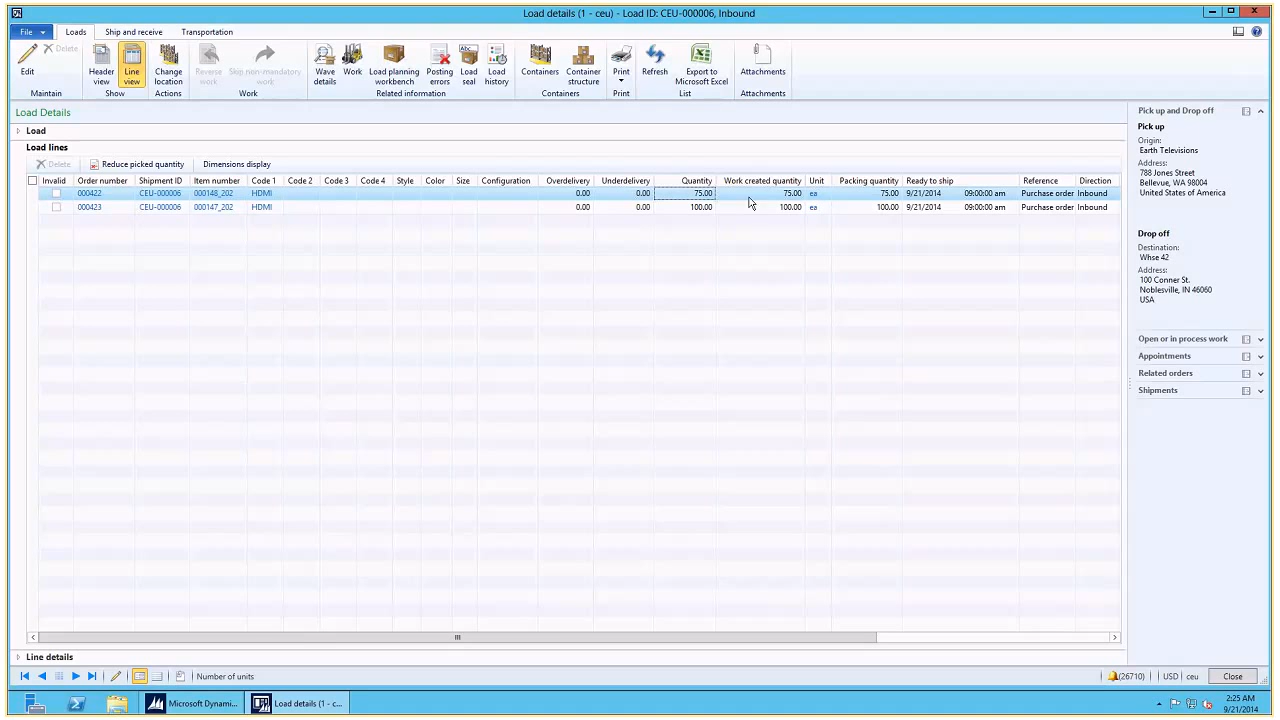 Load details (1 - ceu) - Load ID: CEU-000006, Inbound
File Loads Ship and receive Transportation
Edit Delete Header view Line view Change location Reverse work Skip non-mandatory work Wave details Work Load planning workbench Posting errors Load seal Load history Containers Container structure Print Refresh Export to Microsoft Excel Attachments
Maintain Show Actions Work Related information Containers Print List Attachments
Load Details
Load
Load lines
Delete Reduce picked quantity Dimensions display
Invalid Order number Shipment ID Item number Code 1 Code 2 Code 3 Code 4 Style Color Size Configuration Overdelivery Underdelivery Quantity Work created quantity Unit Packing quantity Ready to ship Reference Direction
000422 CEU-000006 000148_202 HDMI 0.00 0.00 75.00 75.00 ea 75.00 9/21/2014 09:00:00 am Purchase order Inbound
000423 CEU-000006 000147_202 HDMI 0.00 0.00 100.00 100.00 ea 100.00 9/21/2014 09:00:00 am Purchase order Inbound
Pick up and Drop off
Pick up
Origin:
Earth Televisions
Address:
788 Jones Street
Bellevue, WA 98004
United States of America
Drop off
Destination:
Whse 42
Address:
100 Conner St.
Noblesville, IN 46060
USA
Open or in process work
Appointments
Related orders
Shipments
Line details
Number of units (26710) USD ceu Close
Microsoft Dynami... Load details (1 - c... 2:25 AM
9/21/2014